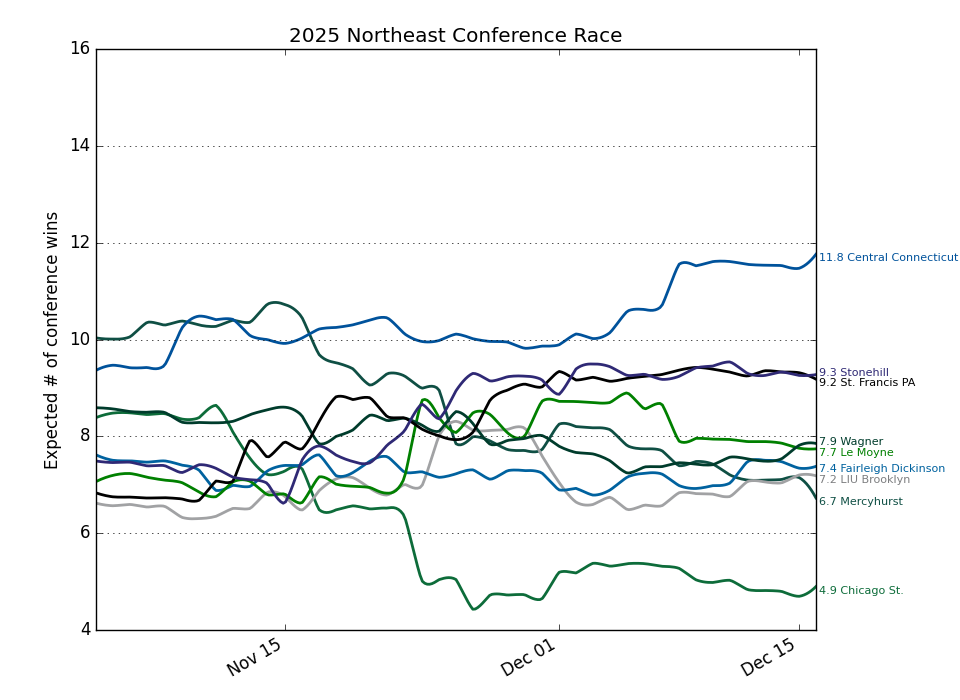 2025 Northeast Conference Race
Expected # of conference wins
16
14
12
10
8
6
4
Nov 15
Dec 01
Dec 15
11.8 Central Connecticut
9.3 Stonehill
9.2 St. Francis PA
7.9 Wagner
7.7 Le Moyne
7.4 Fairleigh Dickinson
7.2 LIU Brooklyn
6.7 Mercyhurst
4.9 Chicago St.